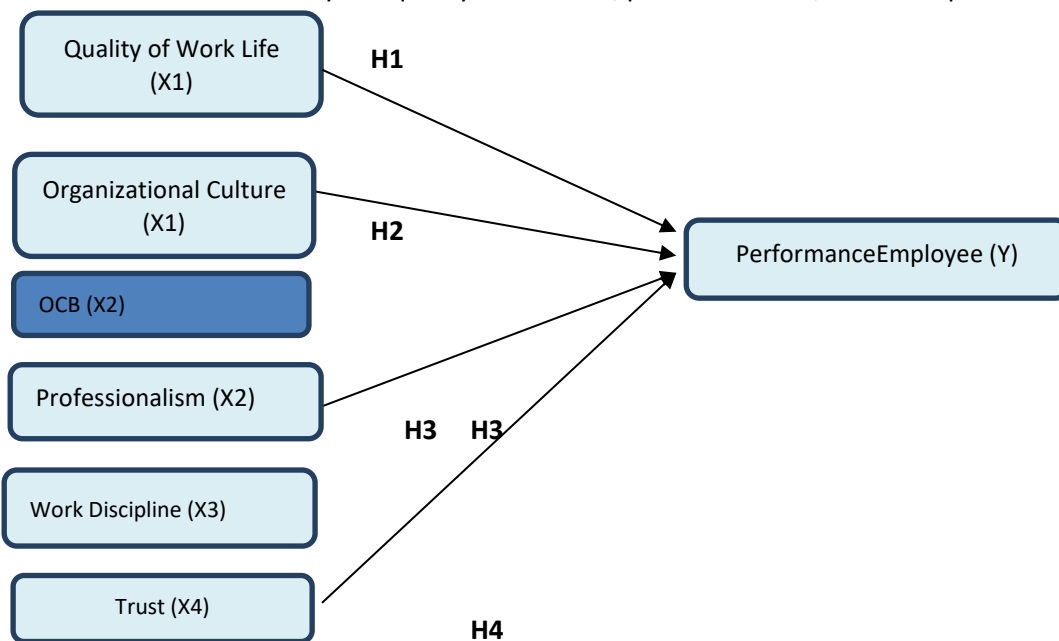 Quality of Work Life
(X1)
H1
Organizational Culture
(X1)
H2
PerformanceEmployee (Y)
OCB (X2)
Professionalism (X2)
H3 H3
Work Discipline (X3)
Trust (X4)
H4